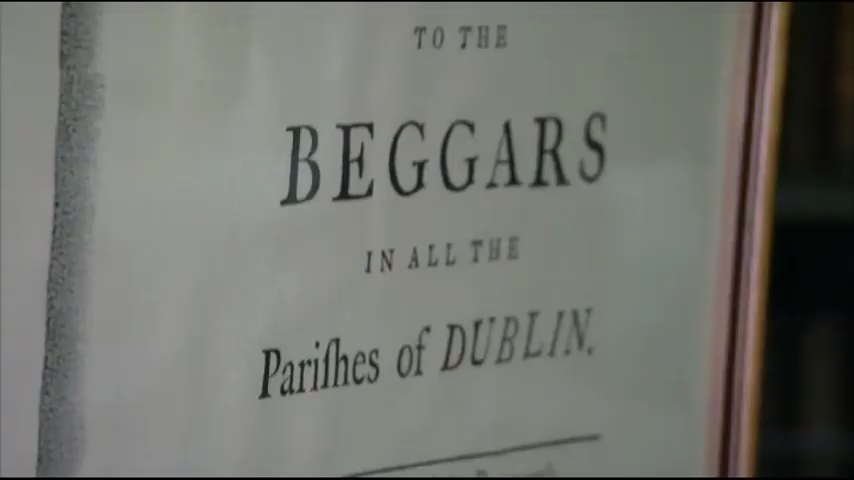 TO THE
BEGGARS
IN ALL THE
Pariſhes of DUBLIN.